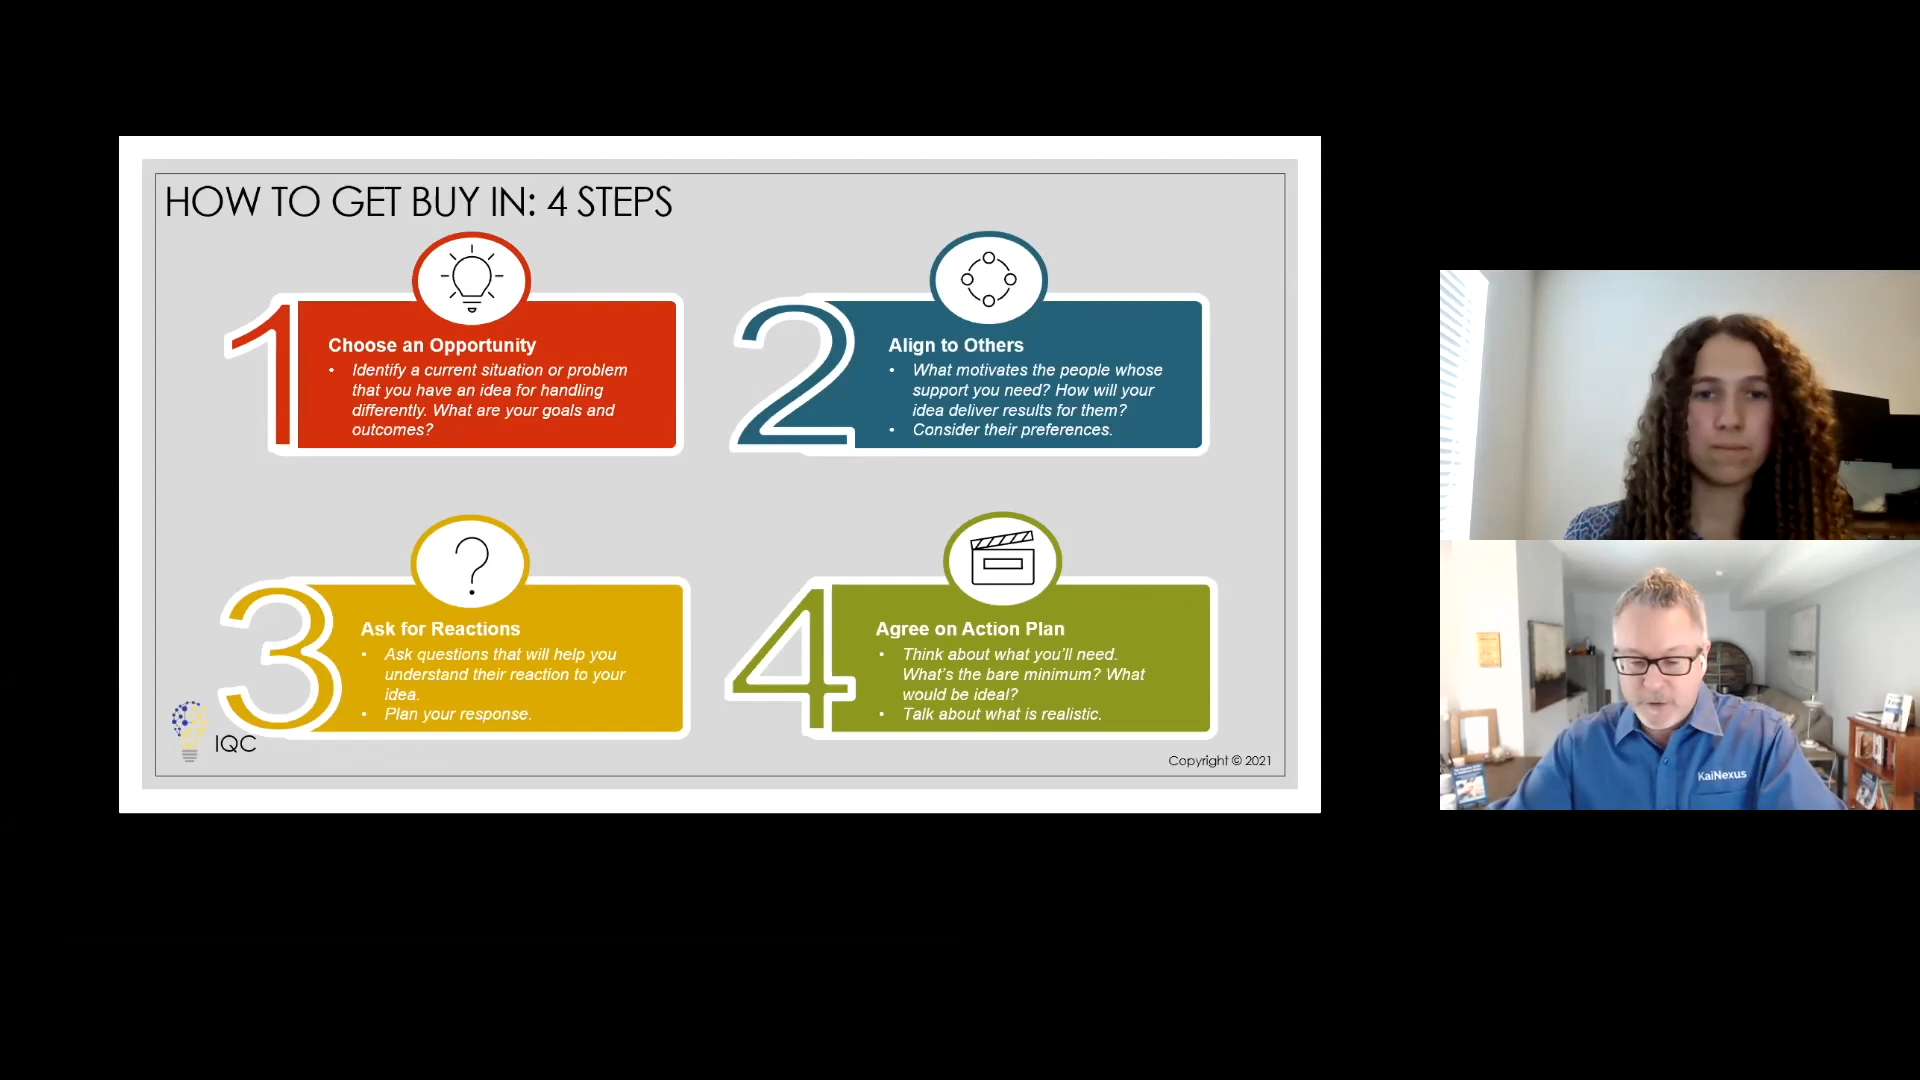 HOW TO GET BUY IN: 4 STEPS
1
Choose an Opportunity
• Identify a current situation or problem
that you have an idea for handling
differently. What are your goals and
outcomes?
2
Align to Others
• What motivates the people whose
support you need? How will your
idea deliver results for them?
• Consider their preferences.
3
Ask for Reactions
• Ask questions that will help you
understand their reaction to your
idea.
• Plan your response.
4
Agree on Action Plan
• Think about what you'll need.
What's the bare minimum? What
would be ideal?
• Talk about what is realistic.
IQC
Copyright © 2021
KaiNexus